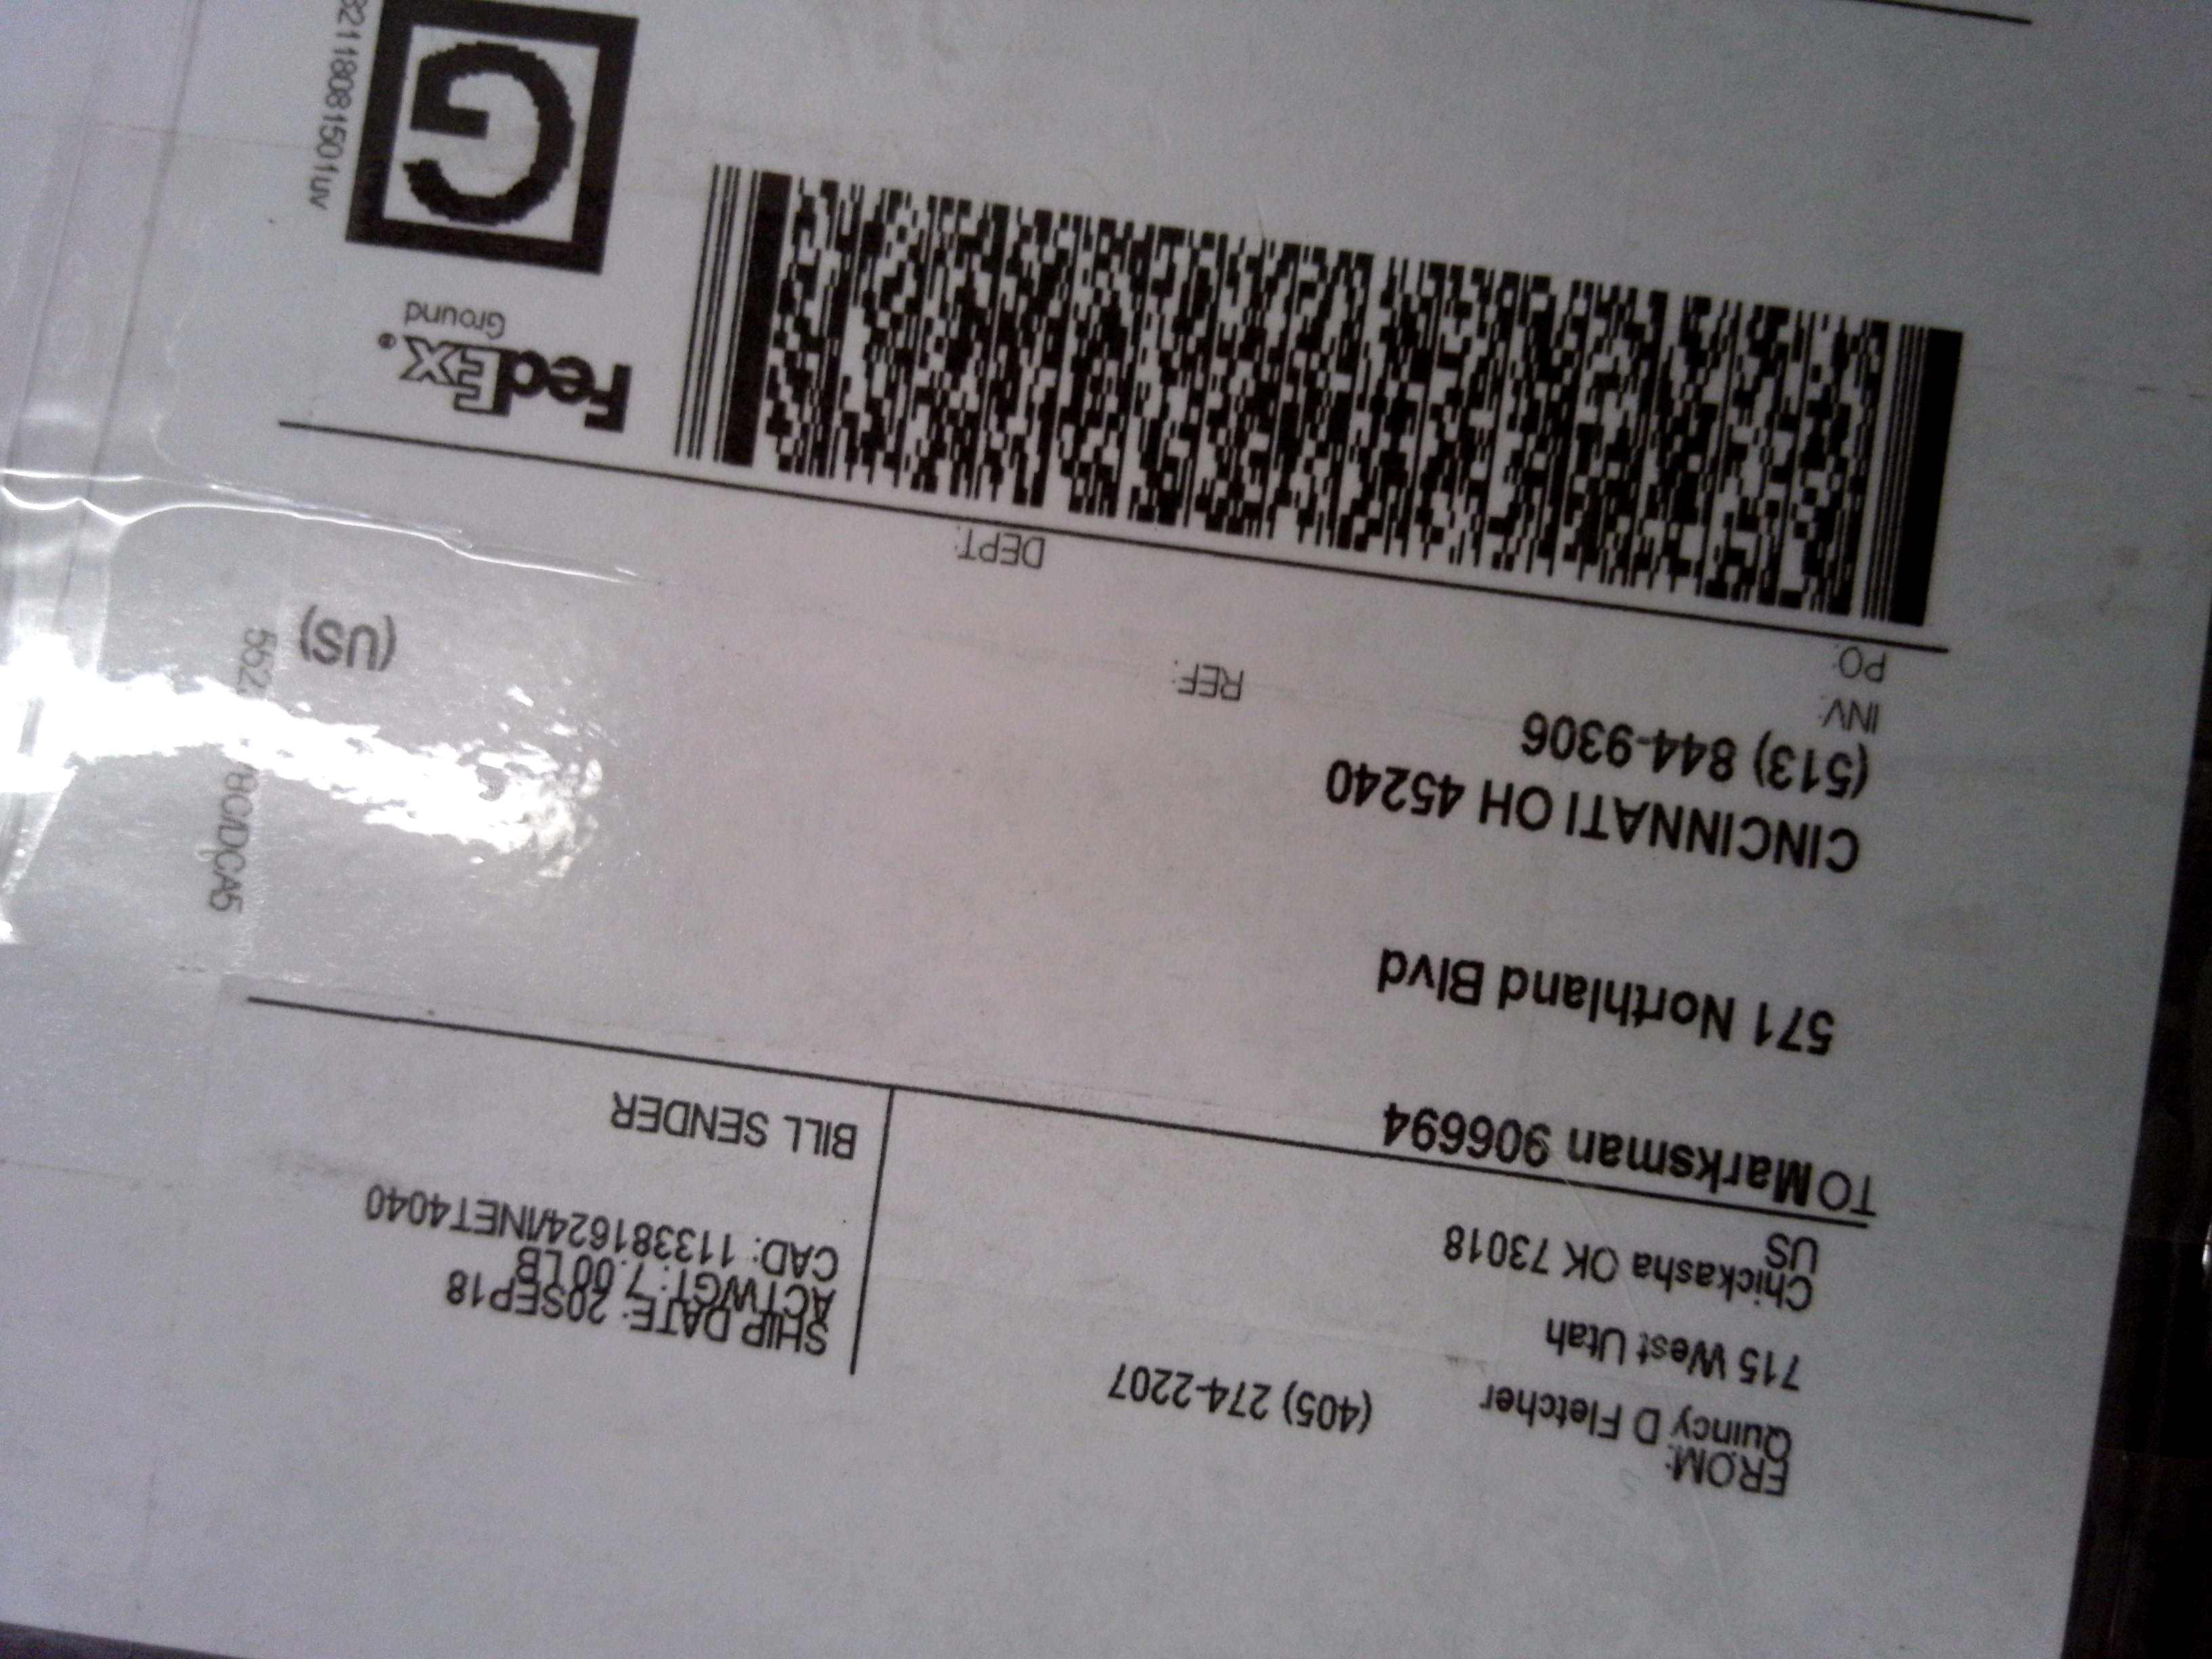 FROM:
Quincy D Fletcher (405) 274-2207
715 West Utah
Chickasha OK 73018
US
SHIP DATE: 20SEP18
ACTWGT: 7.00 LB
CAD: 113381624/INET4040
BILL SENDER
TO Marksman 906694
571 Northland Blvd
CINCINNATI OH 45240
(513) 844-9306
INV:
REF:
PO:
DEPT:
(US)
FedEx®
Ground
G